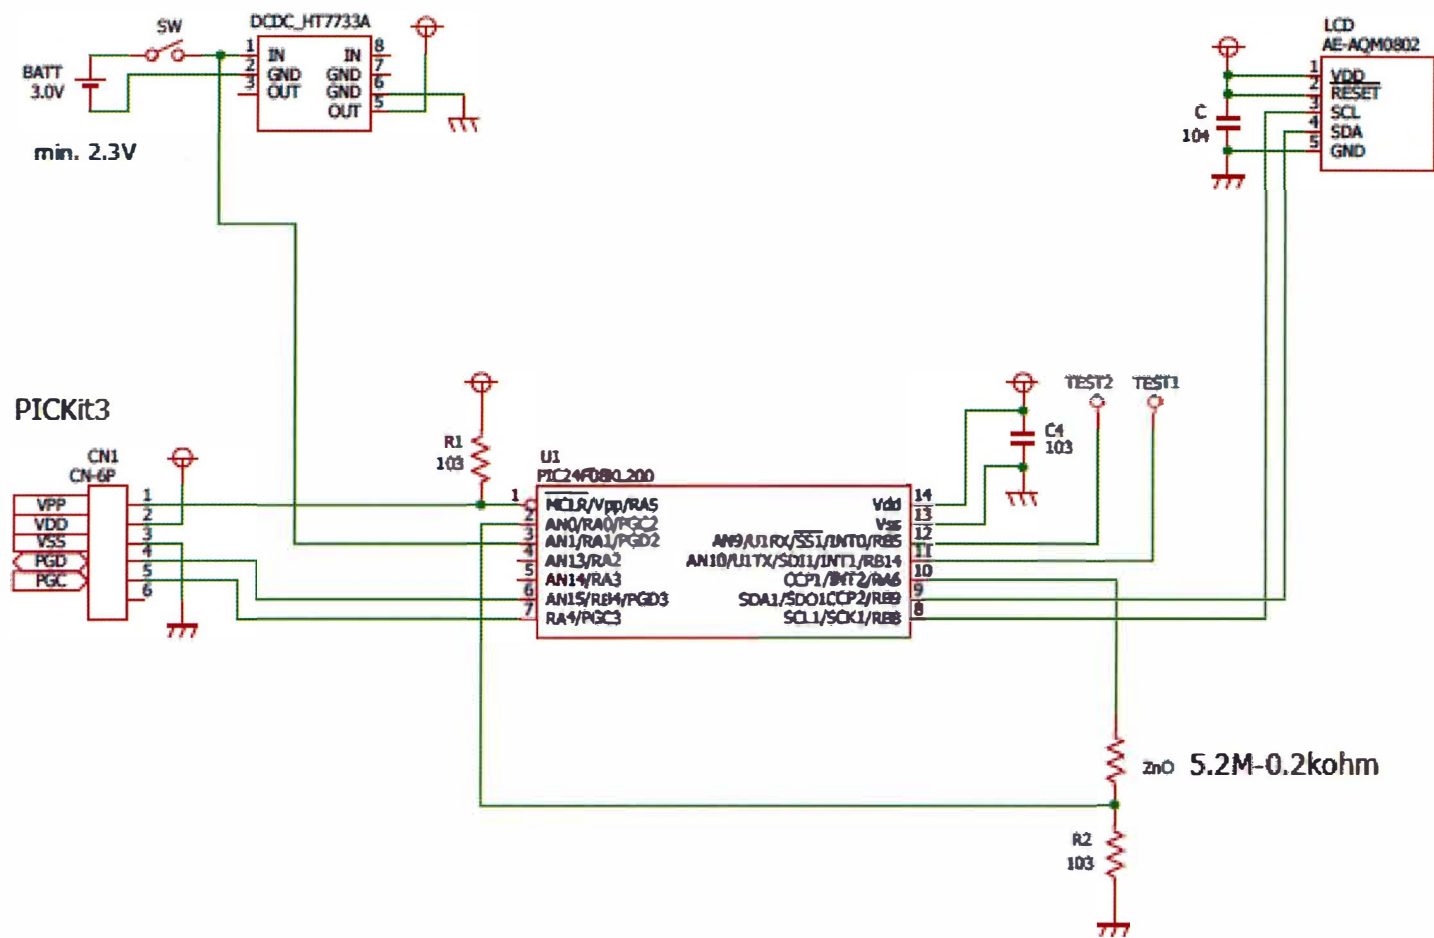 SW
DCDC_HT7733A
BATT
3.0V
1 IN
2 GND
3 OUT
IN 8
GND 7
GND 6
OUT 5
min. 2.3V
LCD
AE-AQM0802
1 VDD
2 RESET
3 SCL
4 SDA
5 GND
C
104
PICKit3
CN1
CN-6P
VPP 1
VDD 2
VSS 3
PGD 4
PGC 5
6
R1
103
C4
103
TEST2
TEST1
U1
PIC24F08KL200
1 MCLR/Vpp/RA5
2 AN0/RA0/PGC2
3 AN1/RA1/PGD2
4 AN13/RA2
5 AN14/RA3
6 AN15/RB4/PGD3
7 RA4/PGC3
Vdd 14
Vss 13
AN9/U1RX/SS1/INT0/RB5 12
AN10/U1TX/SDI1/INT1/RB14 11
CCP1/INT2/RA6 10
SDA1/SDO1CCP2/RB9 9
SCL1/SCK1/RB8 8
ZnO 5.2M-0.2kohm
R2
103